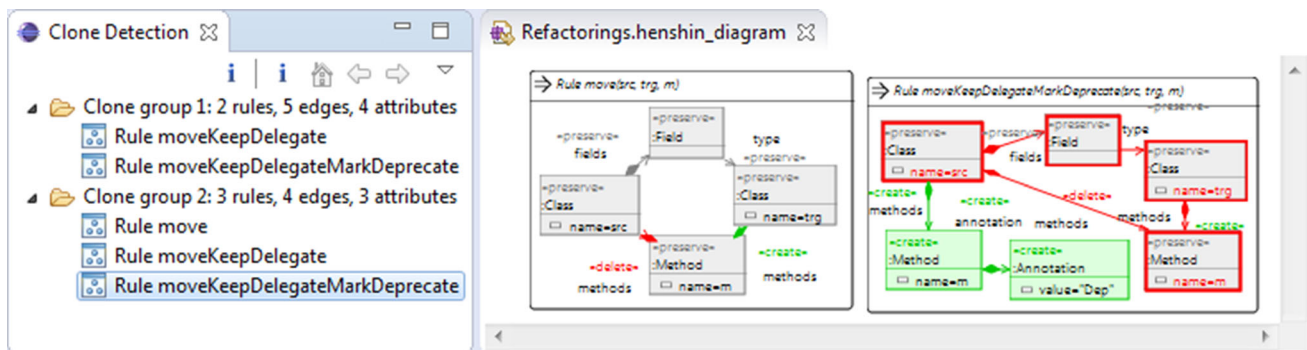 Clone Detection
Clone group 1: 2 rules, 5 edges, 4 attributes
Rule moveKeepDelegate
Rule moveKeepDelegateMarkDeprecate
Clone group 2: 3 rules, 4 edges, 3 attributes
Rule move
Rule moveKeepDelegate
Rule moveKeepDelegateMarkDeprecate
Refactorings.henshin_diagram
Rule move(src, trg, m)
«preserve»
:Field
«preserve»
fields
type
«preserve»
«preserve»
:Class
name=trg
«preserve»
:Class
name=src
«preserve»
:Method
name=m
«delete»
methods
«create»
methods
Rule moveKeepDelegateMarkDeprecate(src, trg, m)
«preserve»
«preserve»
:Class
name=src
«preserve»
fields
«preserve»
:Field
type
«preserve»
:Class
name=trg
«create»
methods
«create»
annotation
«delete»
methods
methods
«create»
«create»
:Method
name=m
«create»
:Annotation
value="Dep"
«preserve»
:Method
name=m